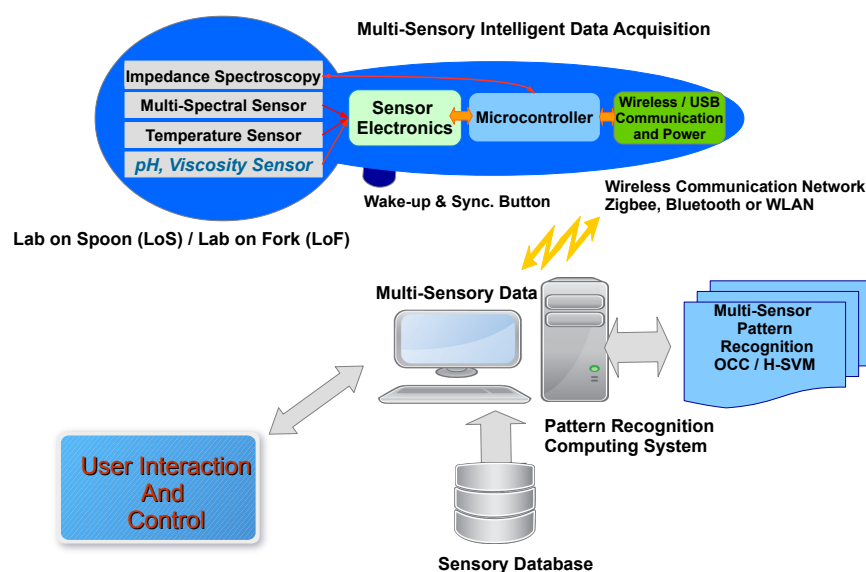 Multi-Sensory Intelligent Data Acquisition
Impedance Spectroscopy
Multi-Spectral Sensor
Temperature Sensor
pH, Viscosity Sensor
Sensor
Electronics
Microcontroller
Wireless / USB
Communication
and Power
Wake-up & Sync. Button
Wireless Communication Network
Zigbee, Bluetooth or WLAN
Lab on Spoon (LoS) / Lab on Fork (LoF)
Multi-Sensory Data
Multi-Sensor
Pattern
Recognition
OCC / H-SVM
Pattern Recognition
Computing System
User Interaction
And
Control
Sensory Database